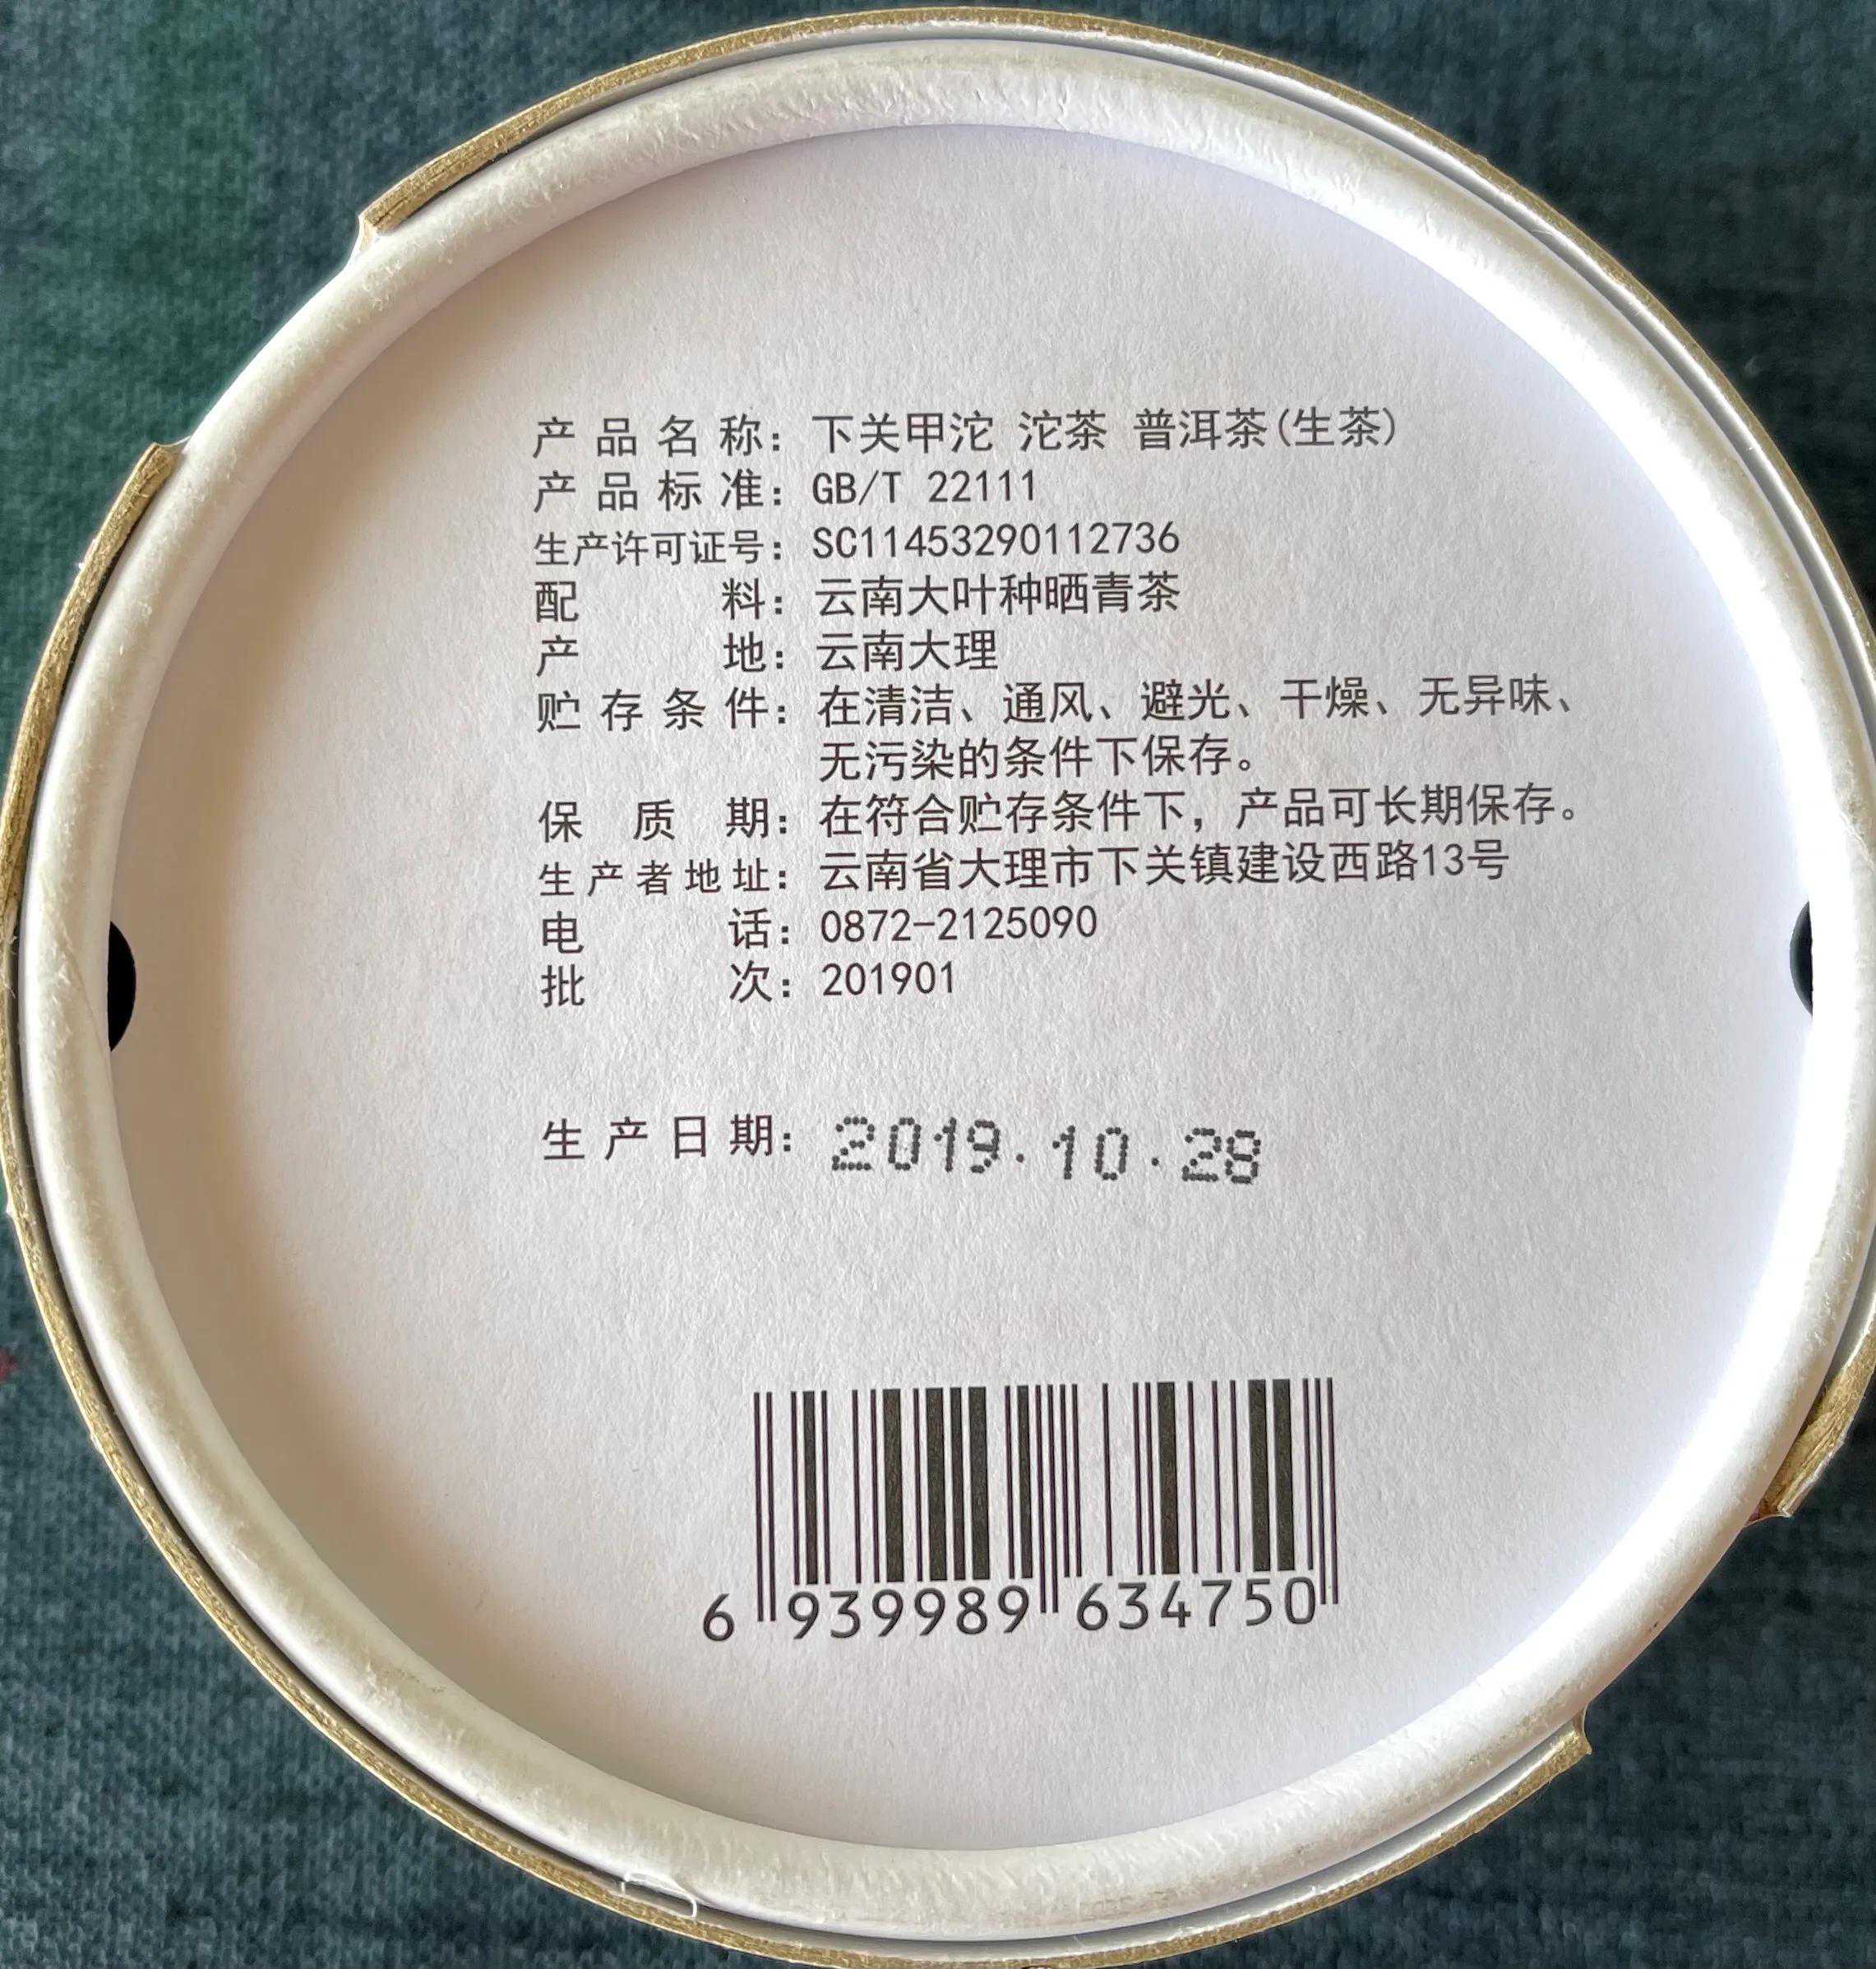 产品名称：下关甲沱 沱茶 普洱茶(生茶)
产品标准：GB/T 22111
生产许可证号：SC11453290112736
配料：云南大叶种晒青茶
产地：云南大理
贮存条件：在清洁、通风、避光、干燥、无异味、
无污染的条件下保存。
保质期：在符合贮存条件下，产品可长期保存。
生产者地址：云南省大理市下关镇建设西路13号
电话：0872-2125090
批次：201901
生产日期：2019.10.28
6 939989 634750